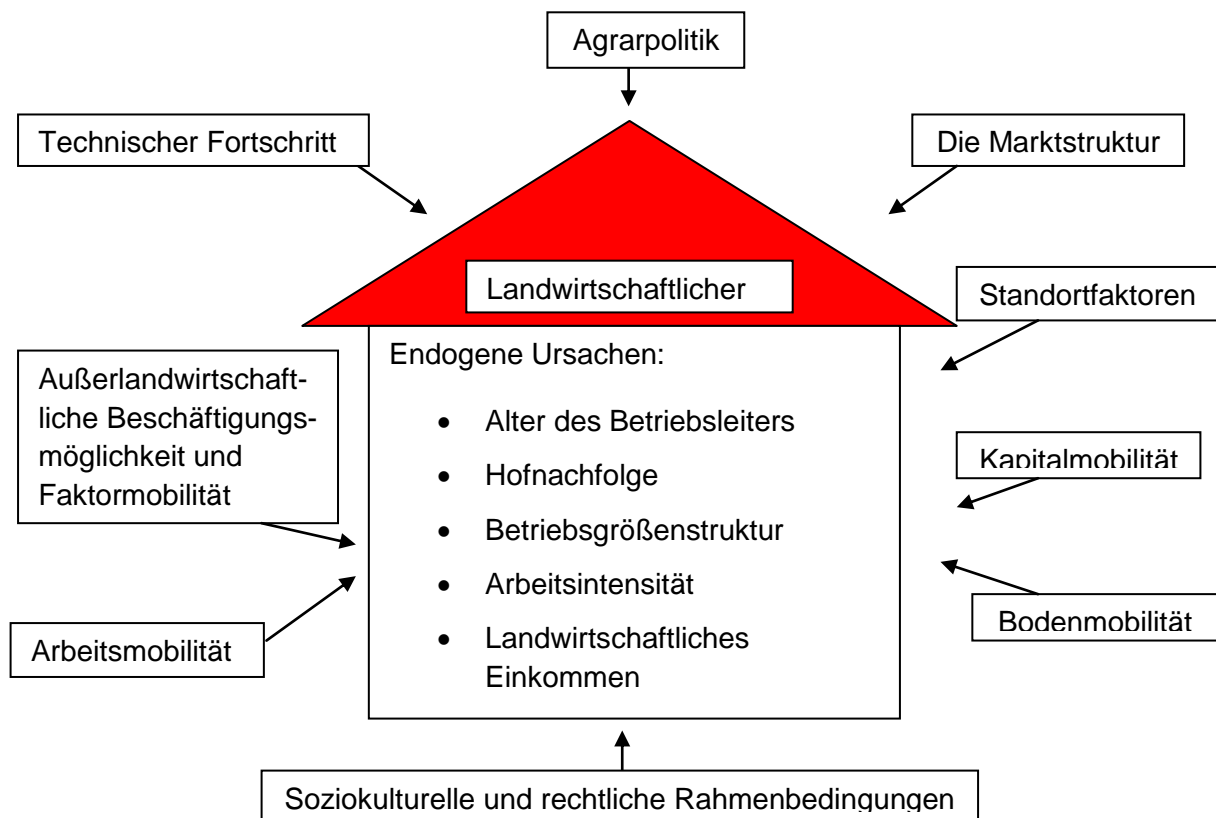 Agrarpolitik
Technischer Fortschritt
Die Marktstruktur
Landwirtschaftlicher
Standortfaktoren
Endogene Ursachen:
Außerlandwirtschaft-
liche Beschäftigungs-
möglichkeit und
Faktormobilität
• Alter des Betriebsleiters
• Hofnachfolge
• Betriebsgrößenstruktur
• Arbeitsintensität
• Landwirtschaftliches
Einkommen
Kapitalmobilität
Bodenmobilität
Arbeitsmobilität
Soziokulturelle und rechtliche Rahmenbedingungen